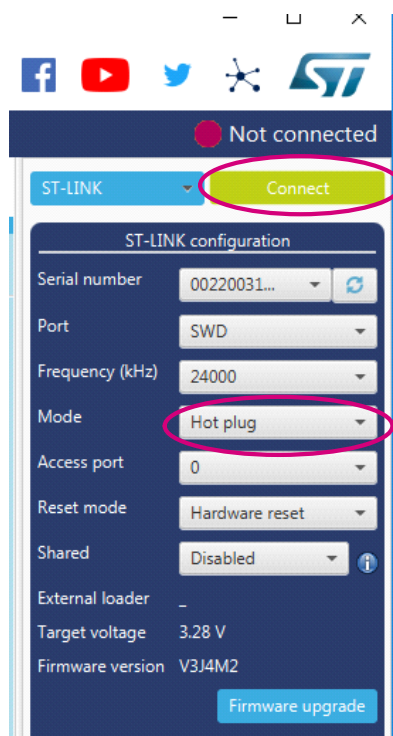 Not connected
ST-LINK Connect
ST-LINK configuration
Serial number 00220031...
Port SWD
Frequency (kHz) 24000
Mode Hot plug
Access port 0
Reset mode Hardware reset
Shared Disabled
External loader _
Target voltage 3.28 V
Firmware version V3J4M2
Firmware upgrade